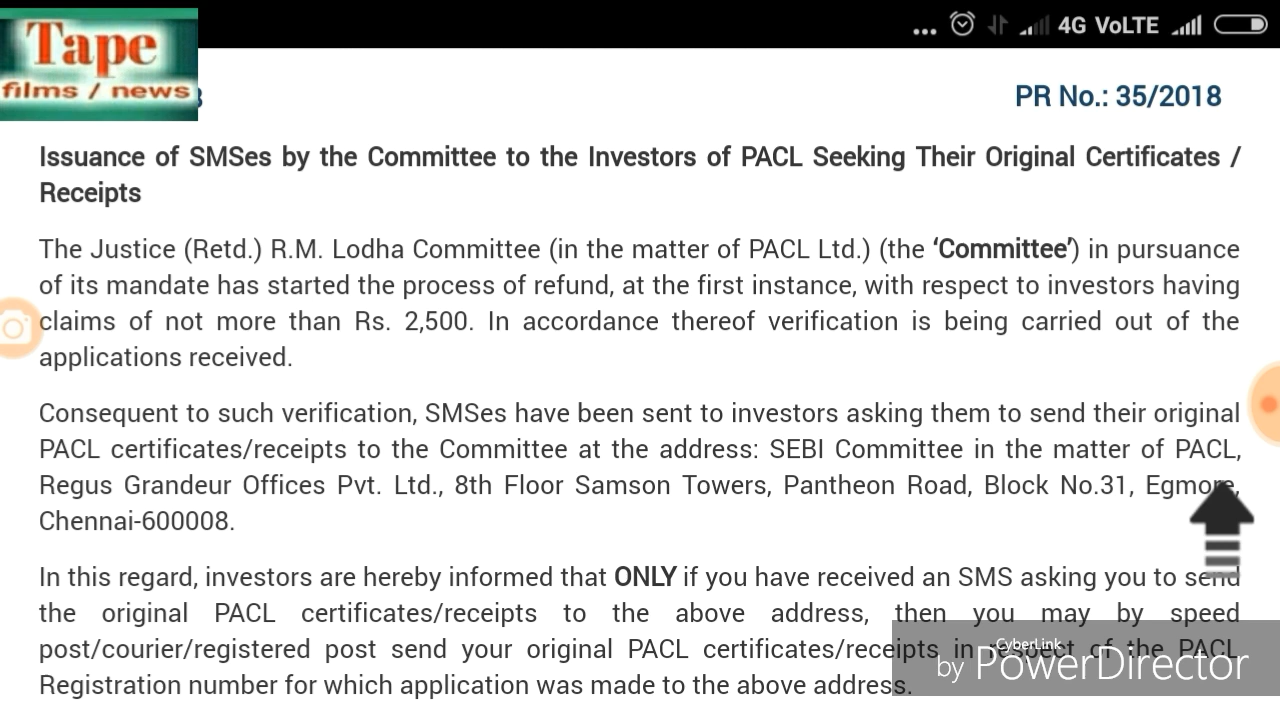 Tape
films / news
... 4G VoLTE
3
PR No.: 35/2018
Issuance of SMSes by the Committee to the Investors of PACL Seeking Their Original Certificates /
Receipts
The Justice (Retd.) R.M. Lodha Committee (in the matter of PACL Ltd.) (the ‘Committee’) in pursuance
of its mandate has started the process of refund, at the first instance, with respect to investors having
claims of not more than Rs. 2,500. In accordance thereof verification is being carried out of the
applications received.
Consequent to such verification, SMSes have been sent to investors asking them to send their original
PACL certificates/receipts to the Committee at the address: SEBI Committee in the matter of PACL,
Regus Grandeur Offices Pvt. Ltd., 8th Floor Samson Towers, Pantheon Road, Block No.31, Egmore,
Chennai-600008.
In this regard, investors are hereby informed that ONLY if you have received an SMS asking you to send
the original PACL certificates/receipts to the above address, then you may by speed
post/courier/registered post send your original PACL certificates/receipts in respect of the PACL
Registration number for which application was made to the above address.
CyberLink
by PowerDirector